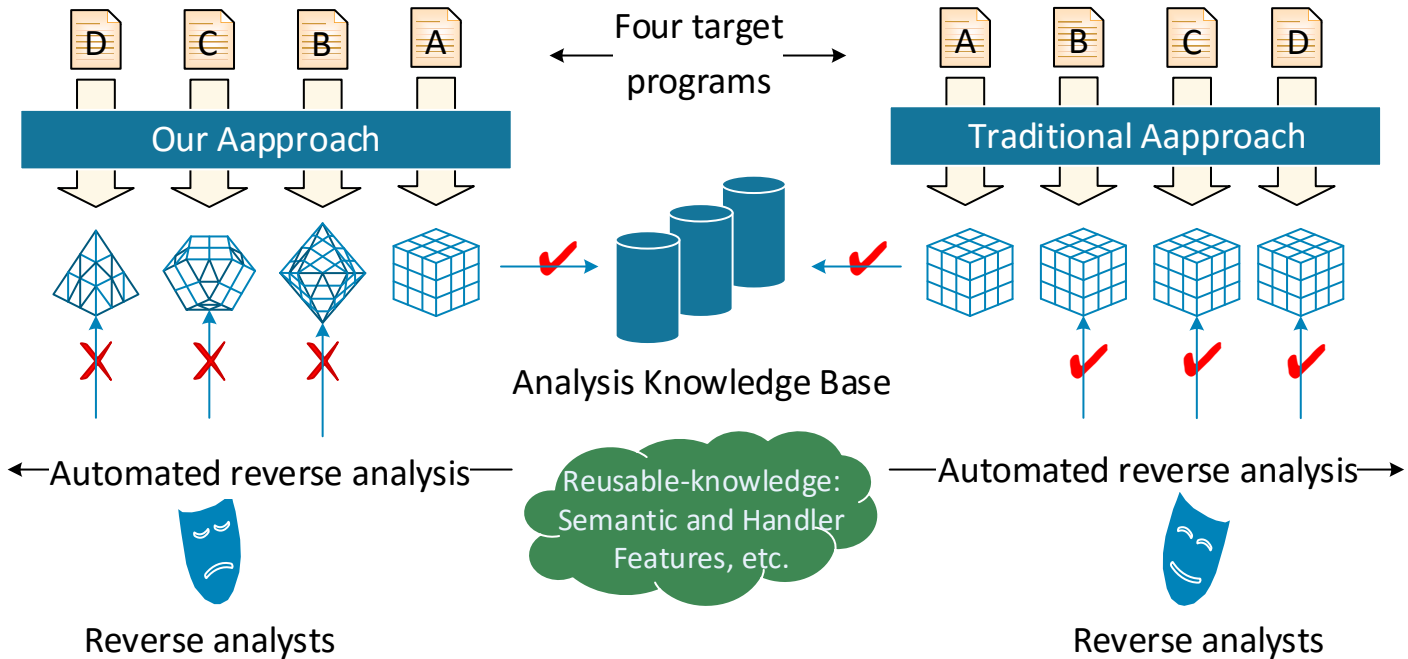 D
C
B
A
Four target
programs
A
B
C
D
Our Aapproach
Traditional Aapproach
Analysis Knowledge Base
Automated reverse analysis
Reusable-knowledge:
Semantic and Handler
Features, etc.
Automated reverse analysis
Reverse analysts
Reverse analysts